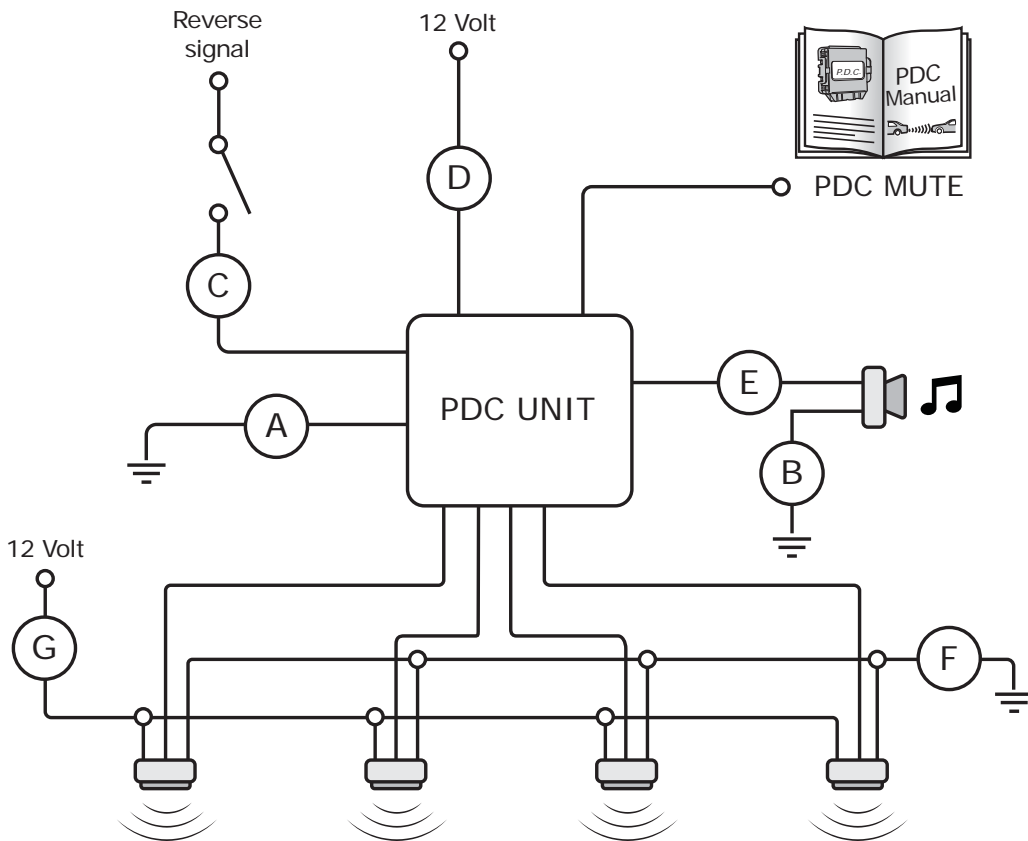 Reverse
signal
12 Volt
P.D.C.
PDC
Manual
PDC MUTE
D
C
PDC UNIT
E
A
B
12 Volt
G
F